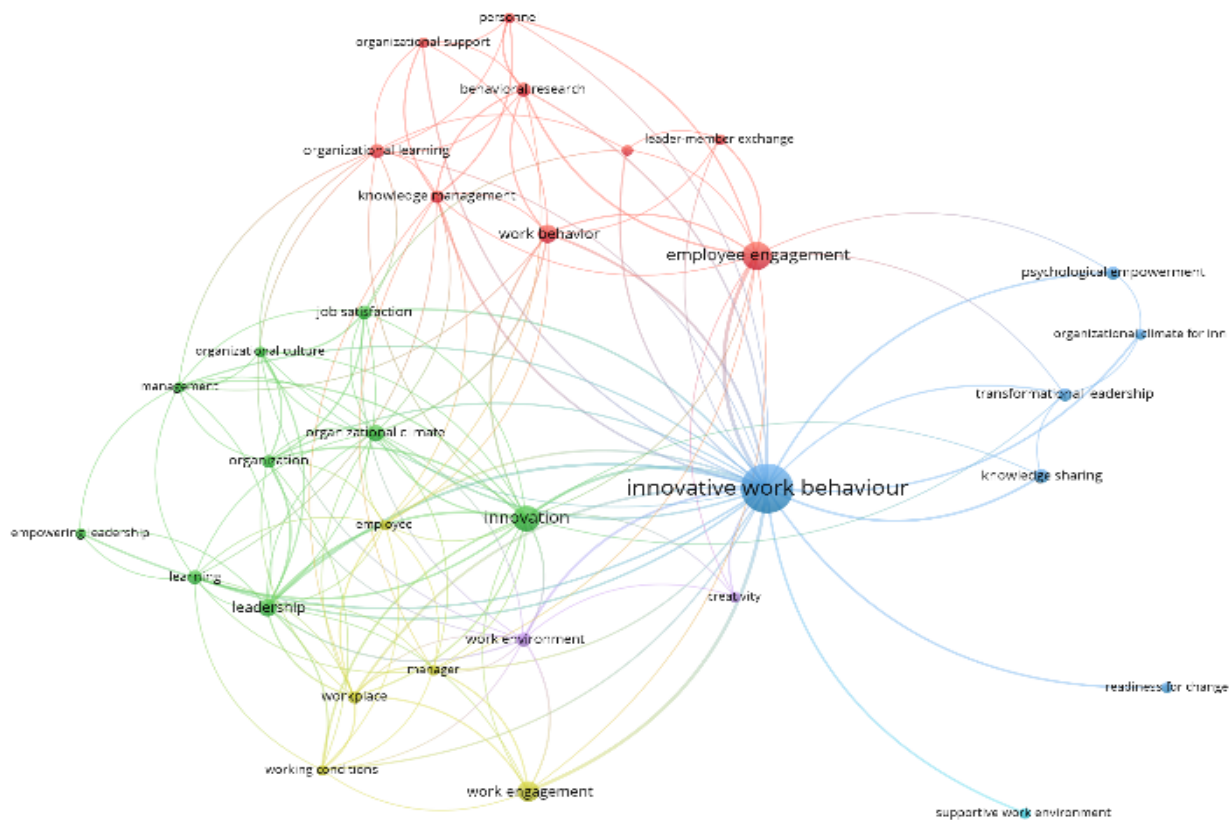 personne
organizational support
behavioral research
leader-member exchange
organizational learning
knowledge management
work behavior
employee engagement
psychological empowerment
job satisfaction
organizational climate for inn
organizational culture
management
transformational leadership
organizational climate
organization
knowledge sharing
innovative work behaviour
innovation
employee
empowering leadership
learning
creativity
leadership
work environment
manager
readiness for change
workplace
working conditions
work engagement
supportive work environment